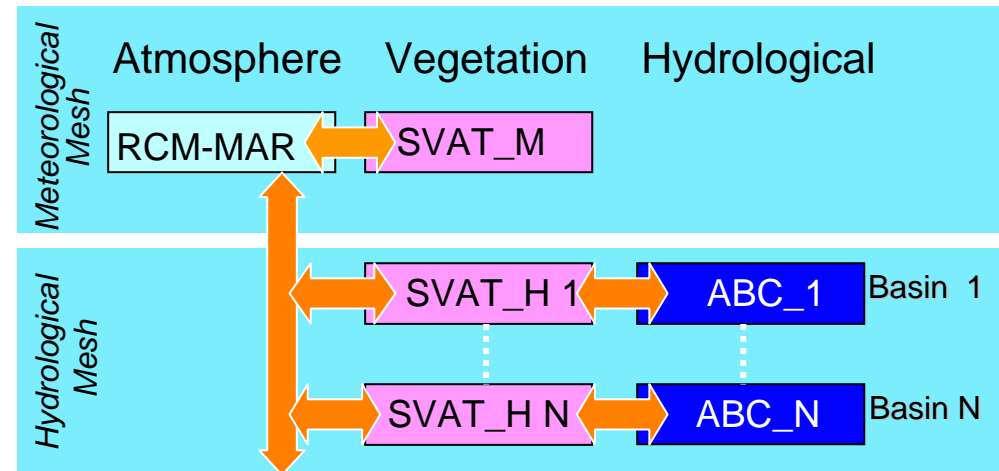 Meteorological
Mesh
Atmosphere Vegetation Hydrological
RCM-MAR SVAT_M
Hydrological
Mesh
SVAT_H 1 ABC_1 Basin 1
SVAT_H N ABC_N Basin N